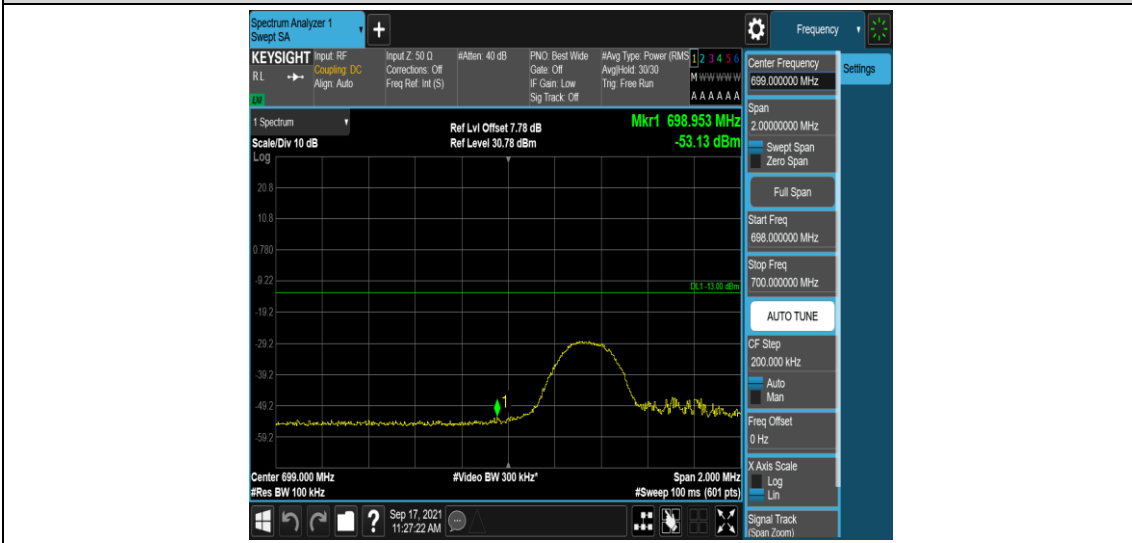 Spectrum Analyzer 1
Swept SA
+
Frequency
KEYSIGHT
RL
LXI
Input: RF
Coupling: DC
Align: Auto
Input Z: 50 Ω
Corrections: Off
Freq Ref: Int (S)
#Atten: 40 dB
PNO: Best Wide
Gate: Off
IF Gain: Low
Sig Track: Off
#Avg Type: Power (RMS
Avg|Hold: 30/30
Trig: Free Run
1 2 3 4 5 6
M W W W W W
A A A A A A
1 Spectrum
Scale/Div 10 dB
Ref Lvl Offset 7.78 dB
Ref Level 30.78 dBm
Mkr1 698.953 MHz
-53.13 dBm
Log
20.8
10.8
0.780
-9.22
-19.2
-29.2
-39.2
-49.2
-59.2
DL1 -13.00 dBm
1
Center 699.000 MHz
#Res BW 100 kHz
#Video BW 300 kHz*
Span 2.000 MHz
#Sweep 100 ms (601 pts)
Center Frequency
699.000000 MHz
Settings
Span
2.00000000 MHz
Swept Span
Zero Span
Full Span
Start Freq
698.000000 MHz
Stop Freq
700.000000 MHz
AUTO TUNE
CF Step
200.000 kHz
Auto
Man
Freq Offset
0 Hz
X Axis Scale
Log
Lin
Signal Track
(Span Zoom)
?
Sep 17, 2021
11:27:22 AM